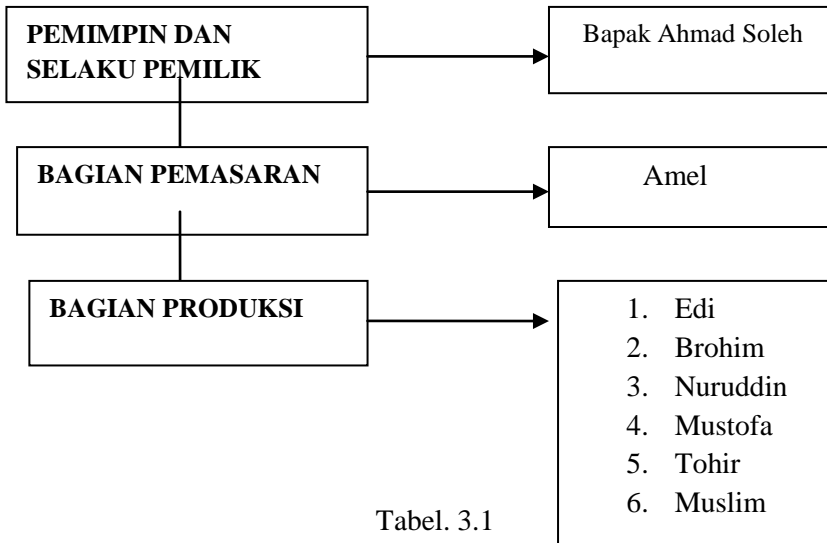 PEMIMPIN DAN
SELAKU PEMILIK
Bapak Ahmad Soleh
BAGIAN PEMASARAN
Amel
BAGIAN PRODUKSI
1. Edi
2. Brohim
3. Nuruddin
4. Mustofa
5. Tohir
6. Muslim
Tabel. 3.1